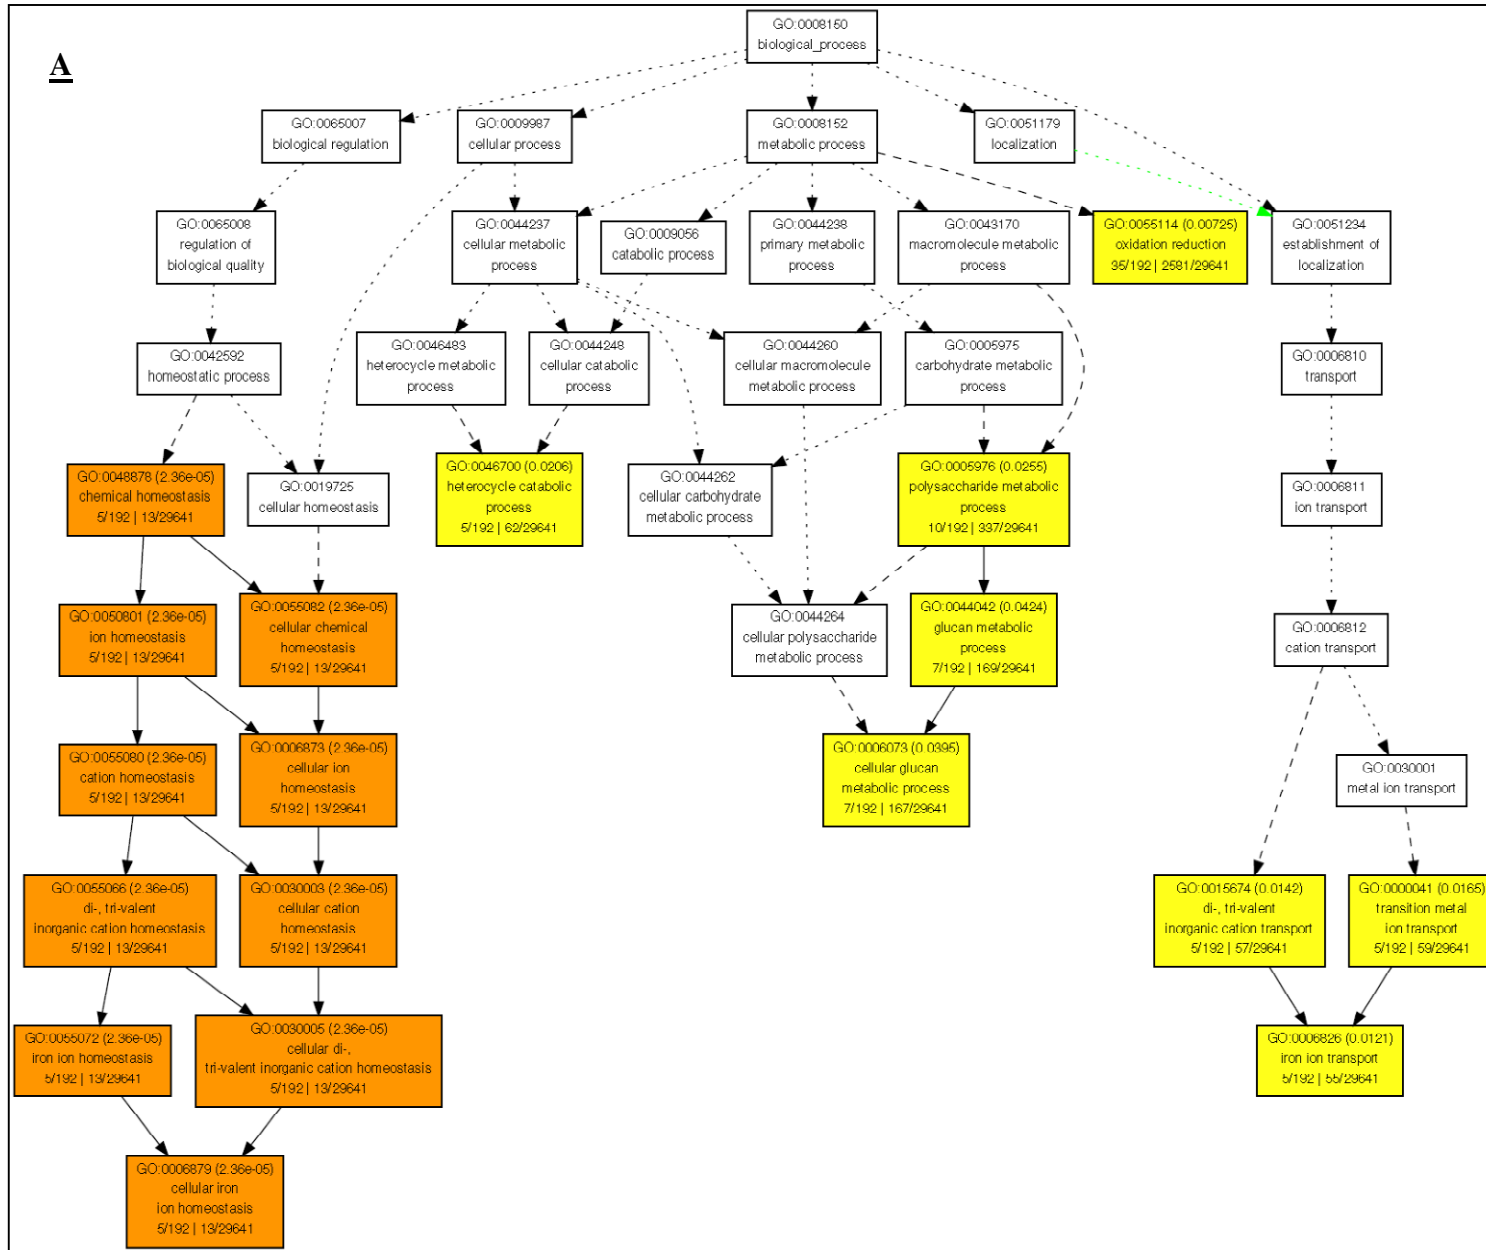 A
GO:0008150
biological_process
GO:0065007
biological regulation
GO:0009987
cellular process
GO:0008152
metabolic process
GO:0051179
localization
GO:0065008
regulation of
biological quality
GO:0044237
cellular metabolic
process
GO:0009056
catabolic process
GO:0044238
primary metabolic
process
GO:0043170
macromolecule metabolic
process
GO:0055114 (0.00725)
oxidation reduction
35/192 | 2581/29641
GO:0051234
establishment of
localization
GO:0042592
homeostatic process
GO:0046483
heterocycle metabolic
process
GO:0044248
cellular catabolic
process
GO:0044260
cellular macromolecule
metabolic process
GO:0005975
carbohydrate metabolic
process
GO:0006810
transport
GO:0048878 (2.36e-05)
chemical homeostasis
5/192 | 13/29641
GO:0019725
cellular homeostasis
GO:0046700 (0.0206)
heterocycle catabolic
process
5/192 | 62/29641
GO:0044262
cellular carbohydrate
metabolic process
GO:0005976 (0.0255)
polysaccharide metabolic
process
10/192 | 337/29641
GO:0006811
ion transport
GO:0050801 (2.36e-05)
ion homeostasis
5/192 | 13/29641
GO:0055082 (2.36e-05)
cellular chemical
homeostasis
5/192 | 13/29641
GO:0044264
cellular polysaccharide
metabolic process
GO:0044042 (0.0424)
glucan metabolic
process
7/192 | 169/29641
GO:0006812
cation transport
GO:0055080 (2.36e-05)
cation homeostasis
5/192 | 13/29641
GO:0006873 (2.36e-05)
cellular ion
homeostasis
5/192 | 13/29641
GO:0006073 (0.0395)
cellular glucan
metabolic process
7/192 | 167/29641
GO:0030001
metal ion transport
GO:0055066 (2.36e-05)
di-, tri-valent
inorganic cation homeostasis
5/192 | 13/29641
GO:0030003 (2.36e-05)
cellular cation
homeostasis
5/192 | 13/29641
GO:0015674 (0.0142)
di-, tri-valent
inorganic cation transport
5/192 | 57/29641
GO:0000041 (0.0165)
transition metal
ion transport
5/192 | 59/29641
GO:0055072 (2.36e-05)
iron ion homeostasis
5/192 | 13/29641
GO:0030005 (2.36e-05)
cellular di-,
tri-valent inorganic cation homeostasis
5/192 | 13/29641
GO:0006826 (0.0121)
iron ion transport
5/192 | 55/29641
GO:0006879 (2.36e-05)
cellular iron
ion homeostasis
5/192 | 13/29641